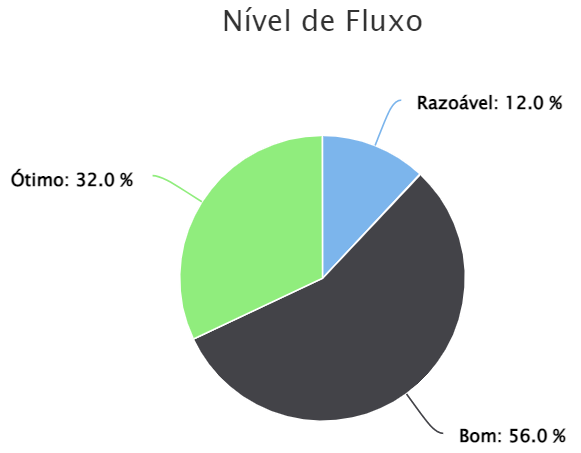 Nível de Fluxo
Razoável: 12.0 %
Ótimo: 32.0 %
Bom: 56.0 %